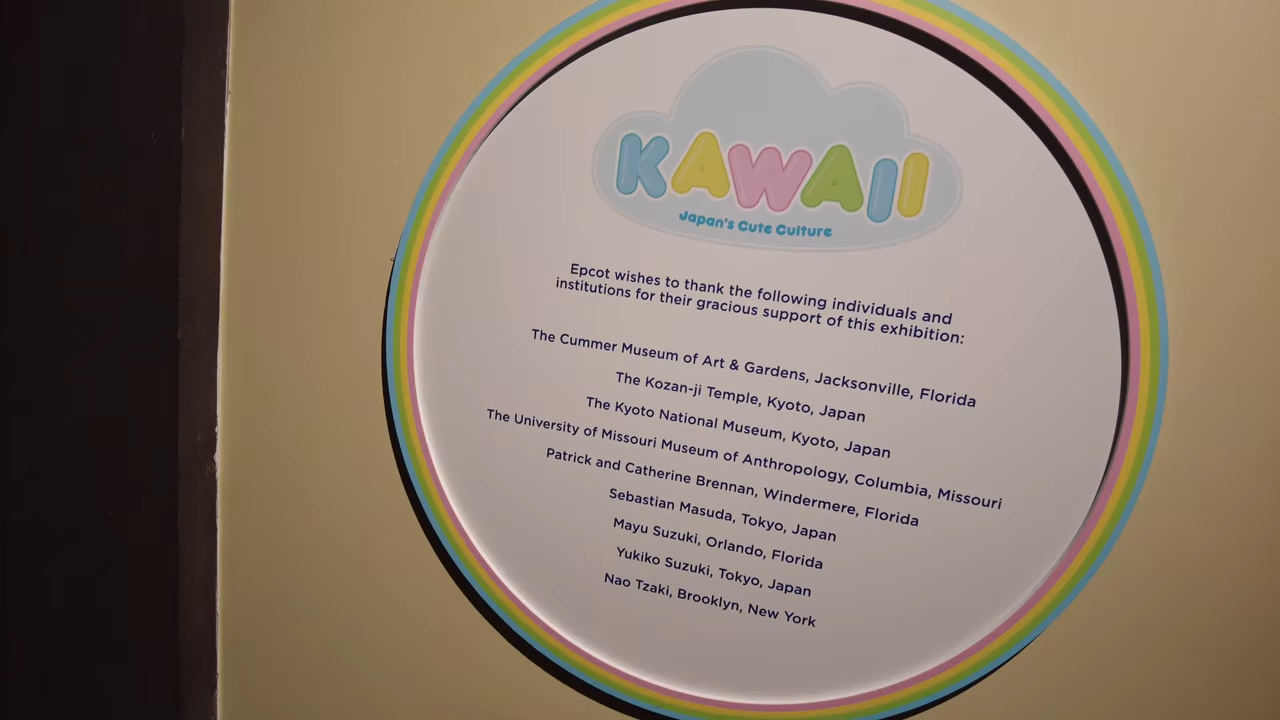 KAWAII
Japan's Cute Culture
Epcot wishes to thank the following individuals and
institutions for their gracious support of this exhibition:
The Cummer Museum of Art & Gardens, Jacksonville, Florida
The Kozan-ji Temple, Kyoto, Japan
The Kyoto National Museum, Kyoto, Japan
The University of Missouri Museum of Anthropology, Columbia, Missouri
Patrick and Catherine Brennan, Windermere, Florida
Sebastian Masuda, Tokyo, Japan
Mayu Suzuki, Orlando, Florida
Yukiko Suzuki, Tokyo, Japan
Nao Tzaki, Brooklyn, New York